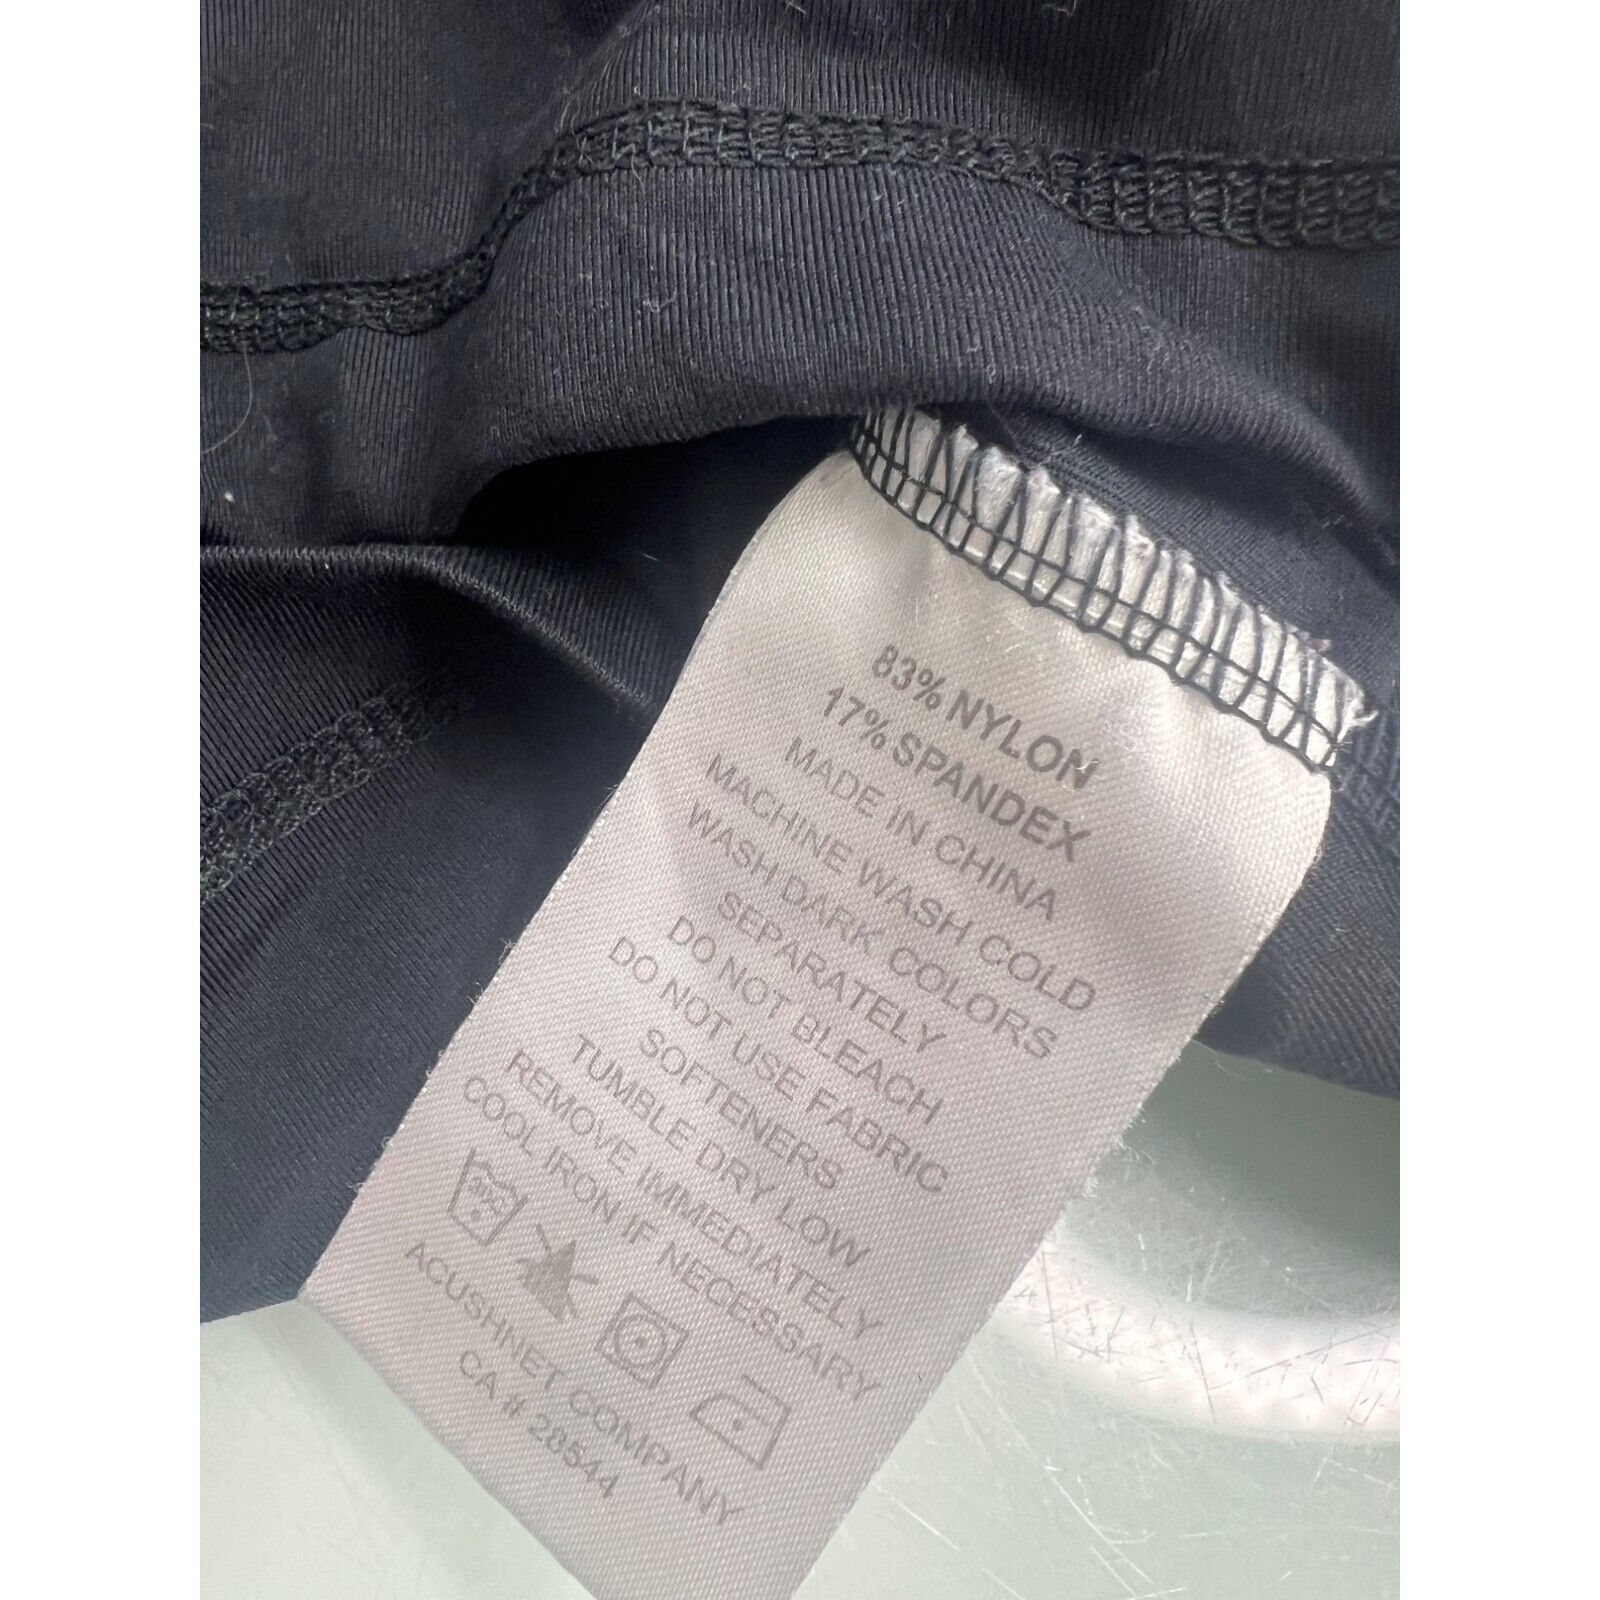 83% NYLON
17% SPANDEX
MADE IN CHINA
MACHINE WASH COLD
WASH DARK COLORS
SEPARATELY
DO NOT BLEACH
DO NOT USE FABRIC
SOFTENERS
TUMBLE DRY LOW
REMOVE IMMEDIATELY
COOL IRON IF NECESSARY
ACUSHNET COMPANY
CA # 28544